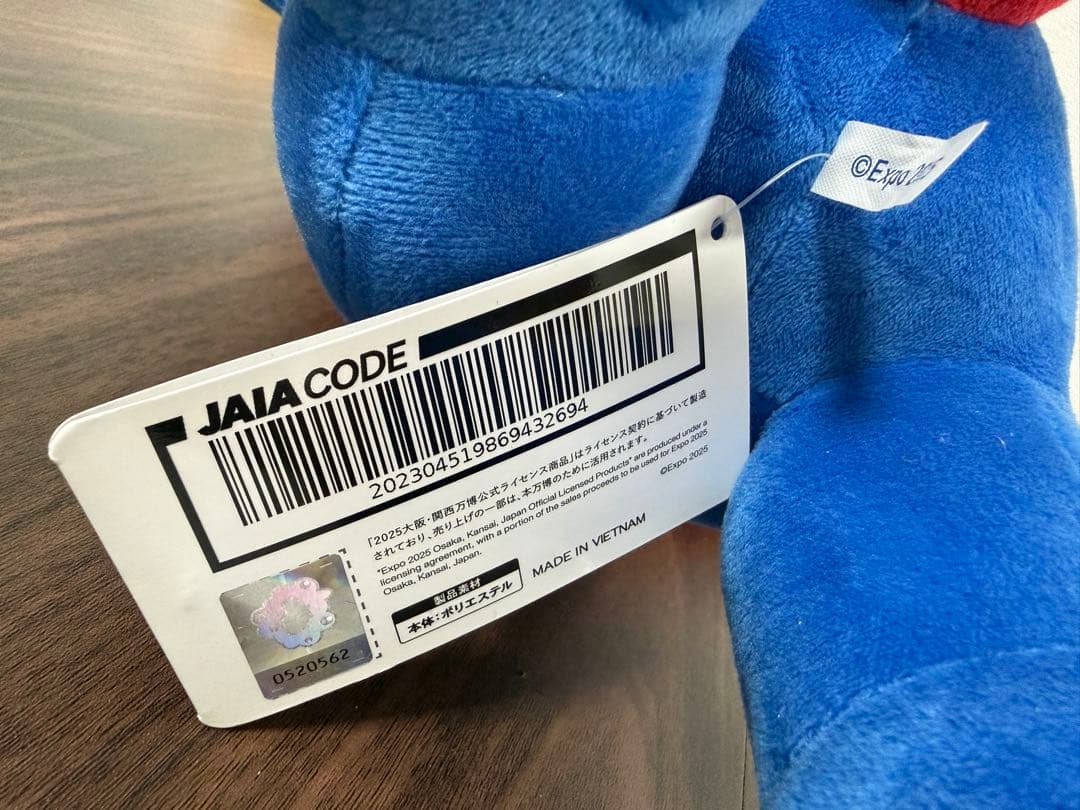 ©Expo 2025
JAIA CODE
202304519869432694
「2025大阪・関西万博公式ライセンス商品」はライセンス契約に基づいて製造
されており、売り上げの一部は、本万博のために活用されます。
"Expo 2025 Osaka, Kansai, Japan Official Licensed Products" are produced under a
licensing agreement, with a portion of the sales proceeds to be used for Expo 2025
Osaka, Kansai, Japan.
©Expo 2025
製品素材
本体：ポリエステル
MADE IN VIETNAM
0520562